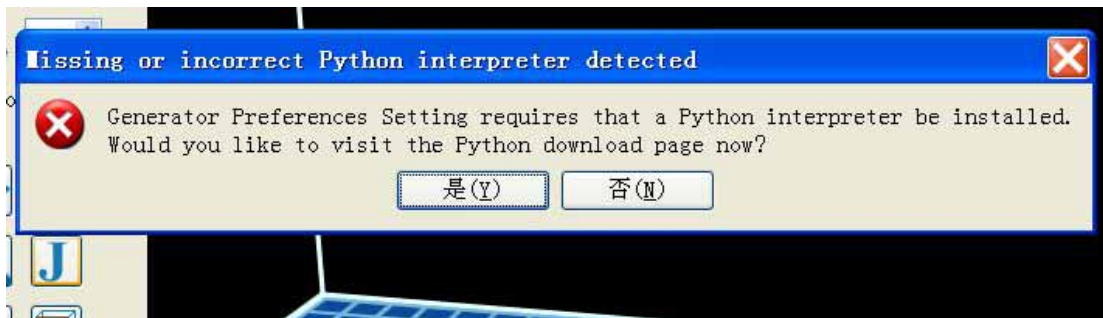 Missing or incorrect Python interpreter detected
Generator Preferences Setting requires that a Python interpreter be installed.
Would you like to visit the Python download page now?
是(Y) 否(N)
J